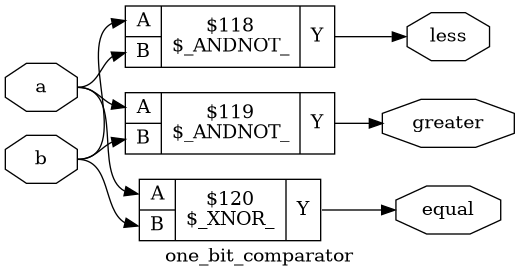 A
$118
B
$_ANDNOT_
Y
less
a
A
$119
B
$_ANDNOT_
Y
greater
b
A
$120
B
$_XNOR_
Y
equal
one_bit_comparator